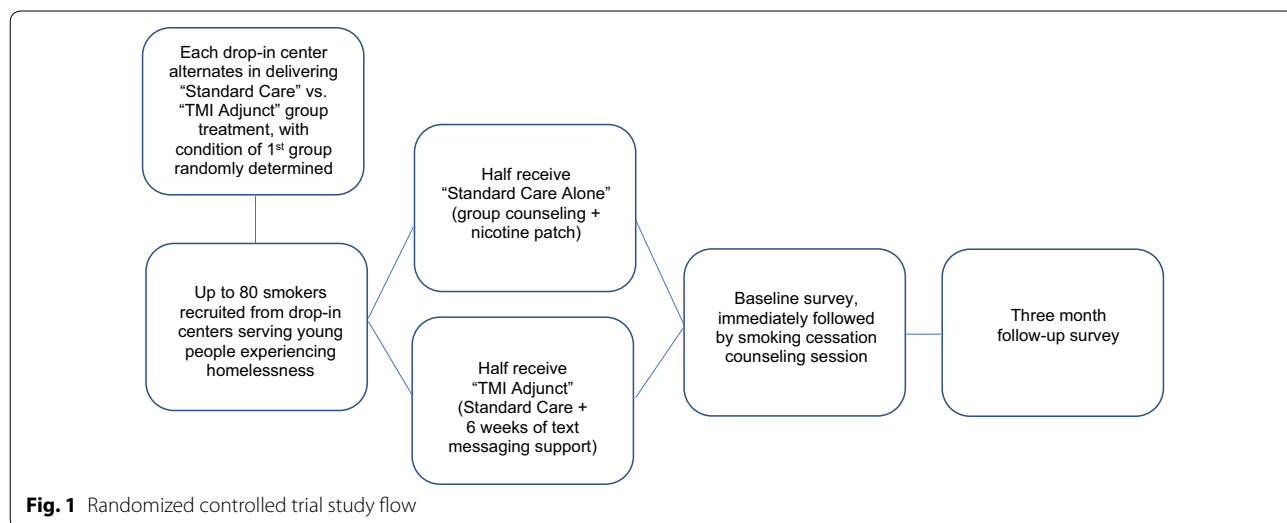 Each drop-in center
alternates in delivering
“Standard Care” vs.
“TMI Adjunct” group
treatment, with
condition of 1st group
randomly determined
Up to 80 smokers
recruited from drop-in
centers serving young
people experiencing
homelessness
Half receive
“Standard Care Alone”
(group counseling +
nicotine patch)
Half receive
“TMI Adjunct”
(Standard Care +
6 weeks of text
messaging support)
Baseline survey,
immediately followed
by smoking cessation
counseling session
Three month
follow-up survey
Fig. 1 Randomized controlled trial study flow